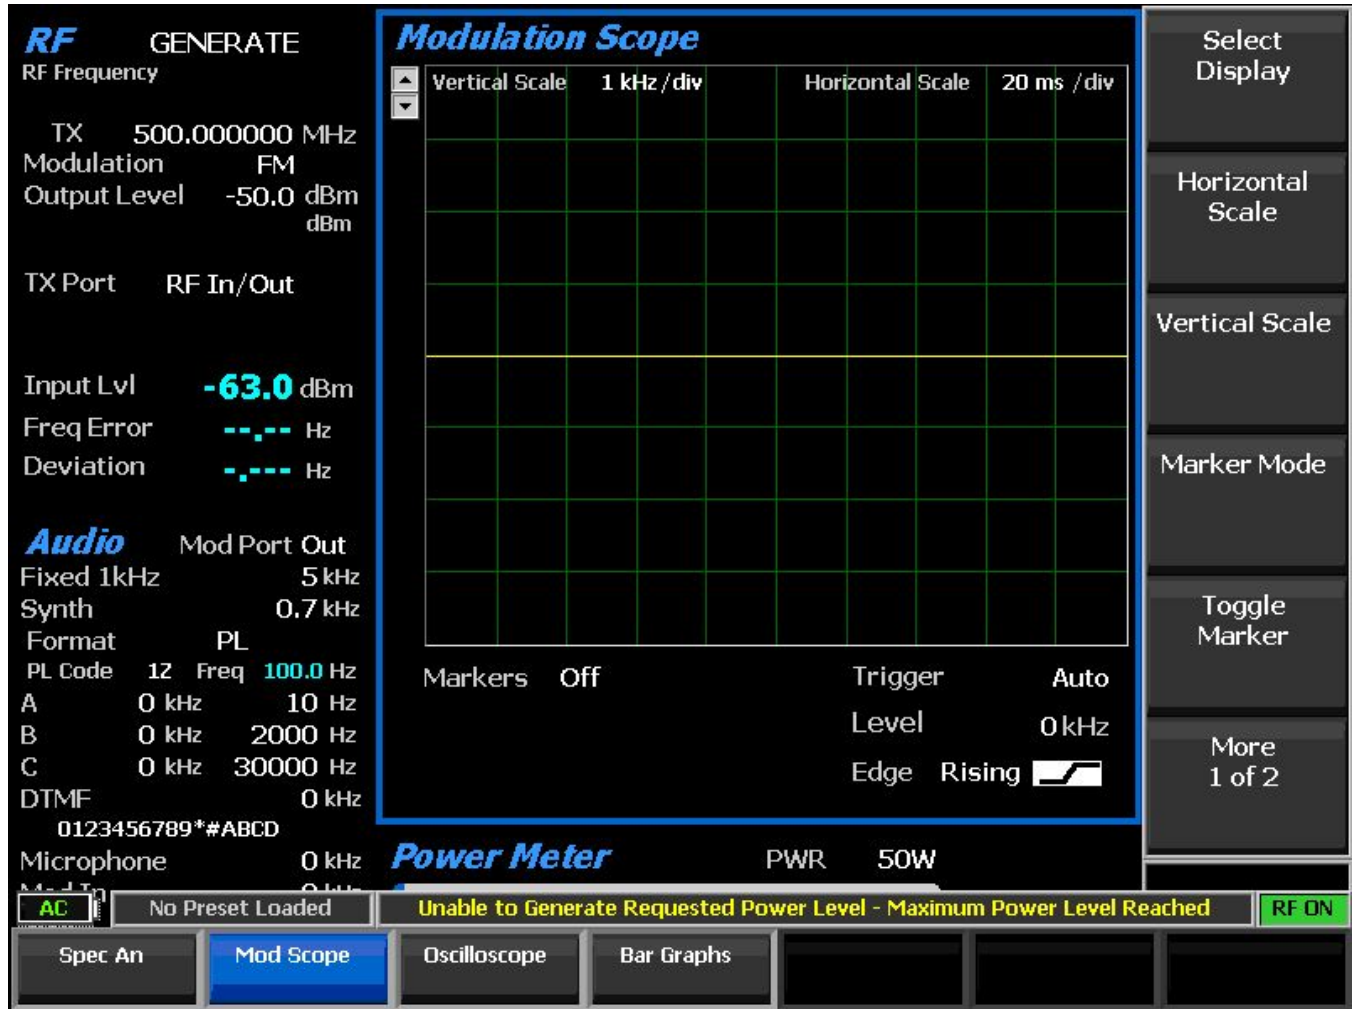 RF GENERATE
RF Frequency
TX 500.000000 MHz
Modulation FM
Output Level -50.0 dBm
dBm
TX Port RF In/Out
Input Lvl -63.0 dBm
Freq Error --.-- Hz
Deviation -.--- Hz
Audio Mod Port Out
Fixed 1kHz 5 kHz
Synth 0.7 kHz
Format PL
PL Code 1Z Freq 100.0 Hz
A 0 kHz 10 Hz
B 0 kHz 2000 Hz
C 0 kHz 30000 Hz
DTMF 0 kHz
0123456789*#ABCD
Microphone 0 kHz
Mod In 0 kHz
Modulation Scope
Vertical Scale 1 kHz/div Horizontal Scale 20 ms /div
Markers Off
Trigger Auto
Level 0 kHz
Edge Rising
Power Meter PWR 50W
Select
Display
Horizontal
Scale
Vertical Scale
Marker Mode
Toggle
Marker
More
1 of 2
AC No Preset Loaded Unable to Generate Requested Power Level - Maximum Power Level Reached RF ON
Spec An Mod Scope Oscilloscope Bar Graphs